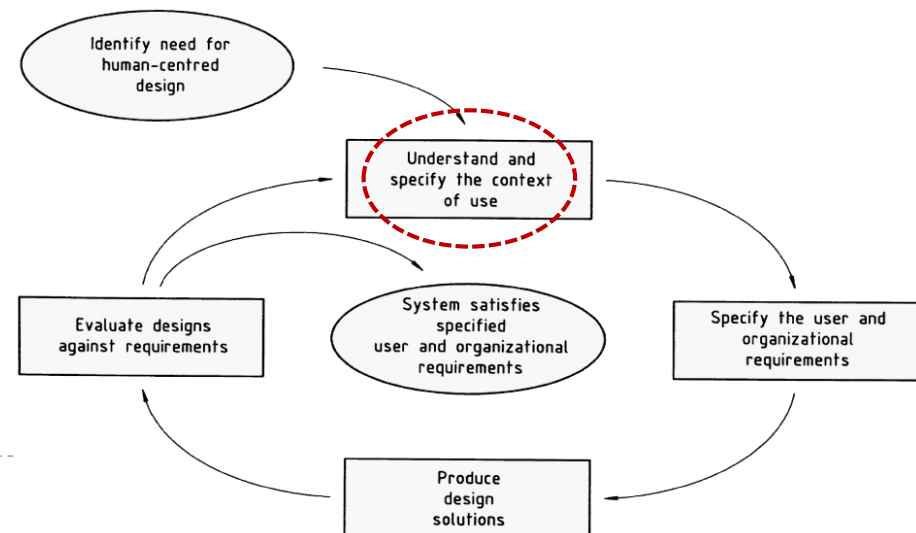 Identify need for
human-centred
design
Understand and
specify the context
of use
Evaluate designs
against requirements
System satisfies
specified
user and organizational
requirements
Specify the user and
organizational
requirements
Produce
design
solutions